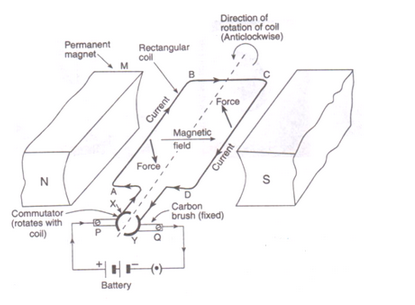 Direction of
rotation of coil
(Anticlockwise)
Permanent
magnet
M
Rectangular
coil
B
C
Current
Force
Magnetic
field
Force
Current
N
S
A
D
Commutator
(rotates with
coil)
X
Carbon
brush (fixed)
P
Y
Q
+
−
Battery